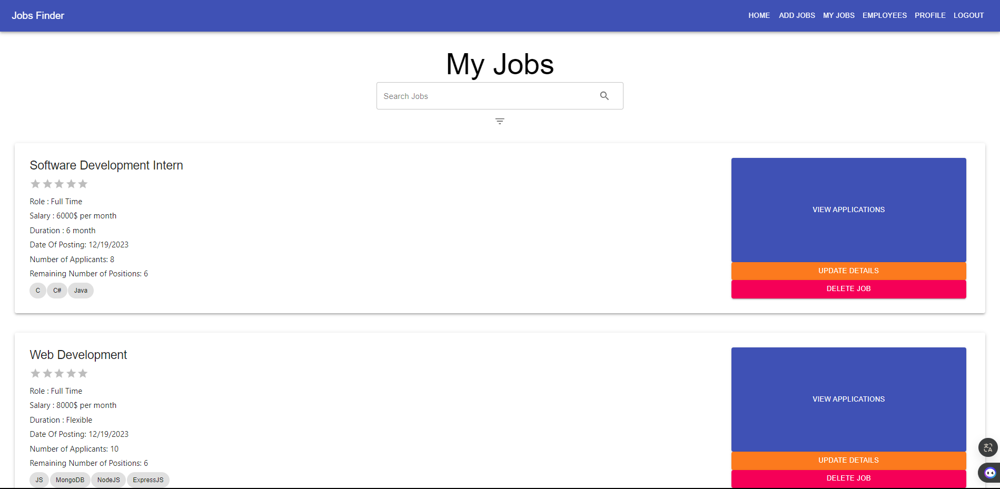 Jobs Finder HOME ADD JOBS MY JOBS EMPLOYEES PROFILE LOGOUT
My Jobs
Search Jobs
Software Development Intern
Role : Full Time
Salary : 6000$ per month
Duration : 6 month
Date Of Posting: 12/19/2023
Number of Applicants: 8
Remaining Number of Positions: 6
C C# Java
VIEW APPLICATIONS
UPDATE DETAILS
DELETE JOB
Web Development
Role : Full Time
Salary : 8000$ per month
Duration : Flexible
Date Of Posting: 12/19/2023
Number of Applicants: 10
Remaining Number of Positions: 6
JS MongoDB NodeJS ExpressJS
VIEW APPLICATIONS
UPDATE DETAILS
DELETE JOB